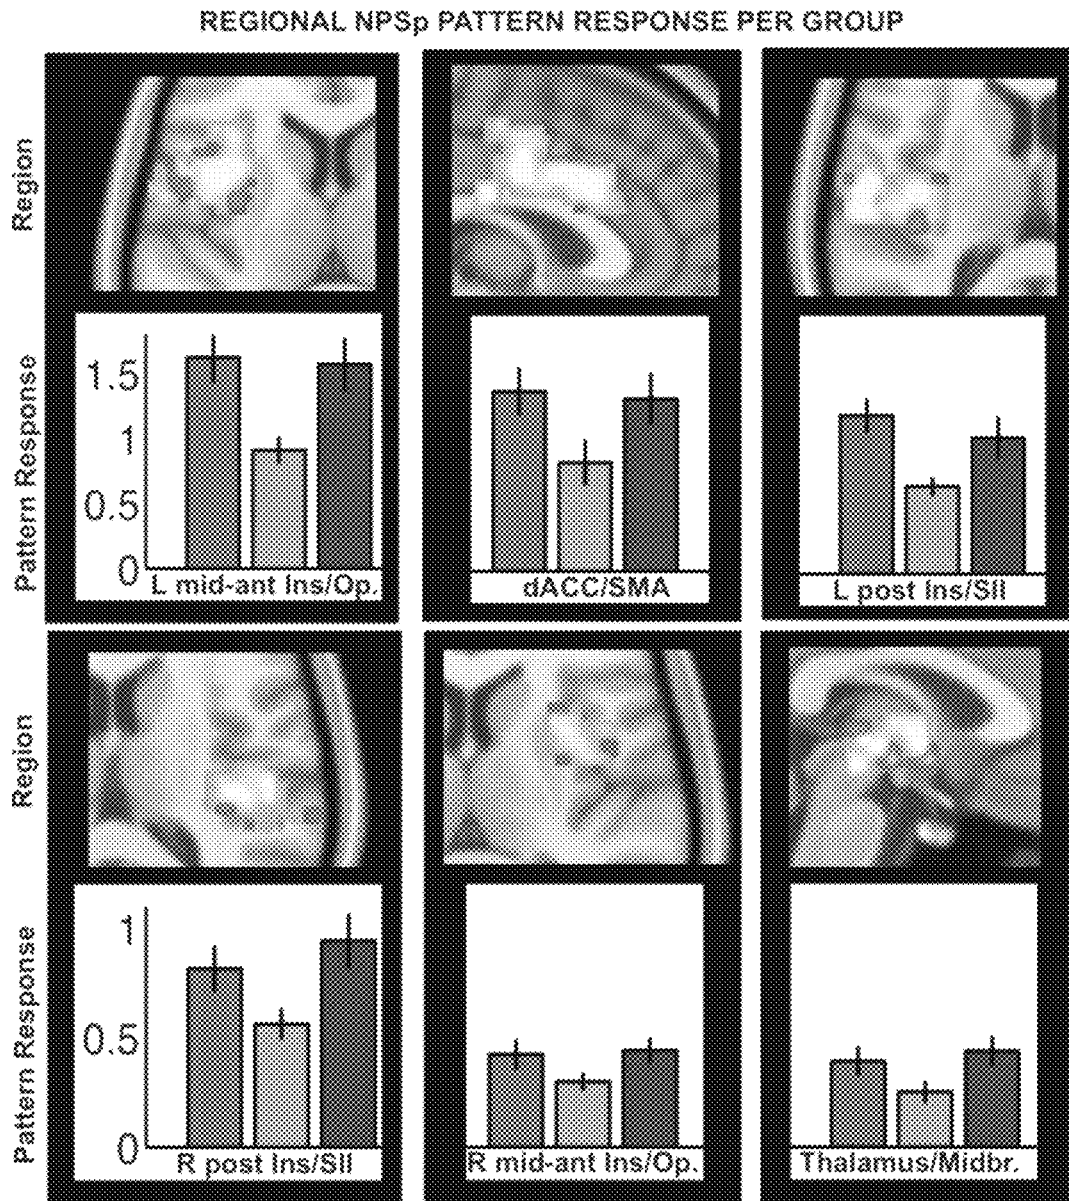 REGIONAL NPSp PATTERN RESPONSE PER GROUP
Region
Pattern Response
1.5
1
0.5
0
L mid-ant Ins/Op.
dACC/SMA
L post Ins/SII
Region
Pattern Response
1
0.5
0
R post Ins/SII
R mid-ant Ins/Op.
Thalamus/Midbr.